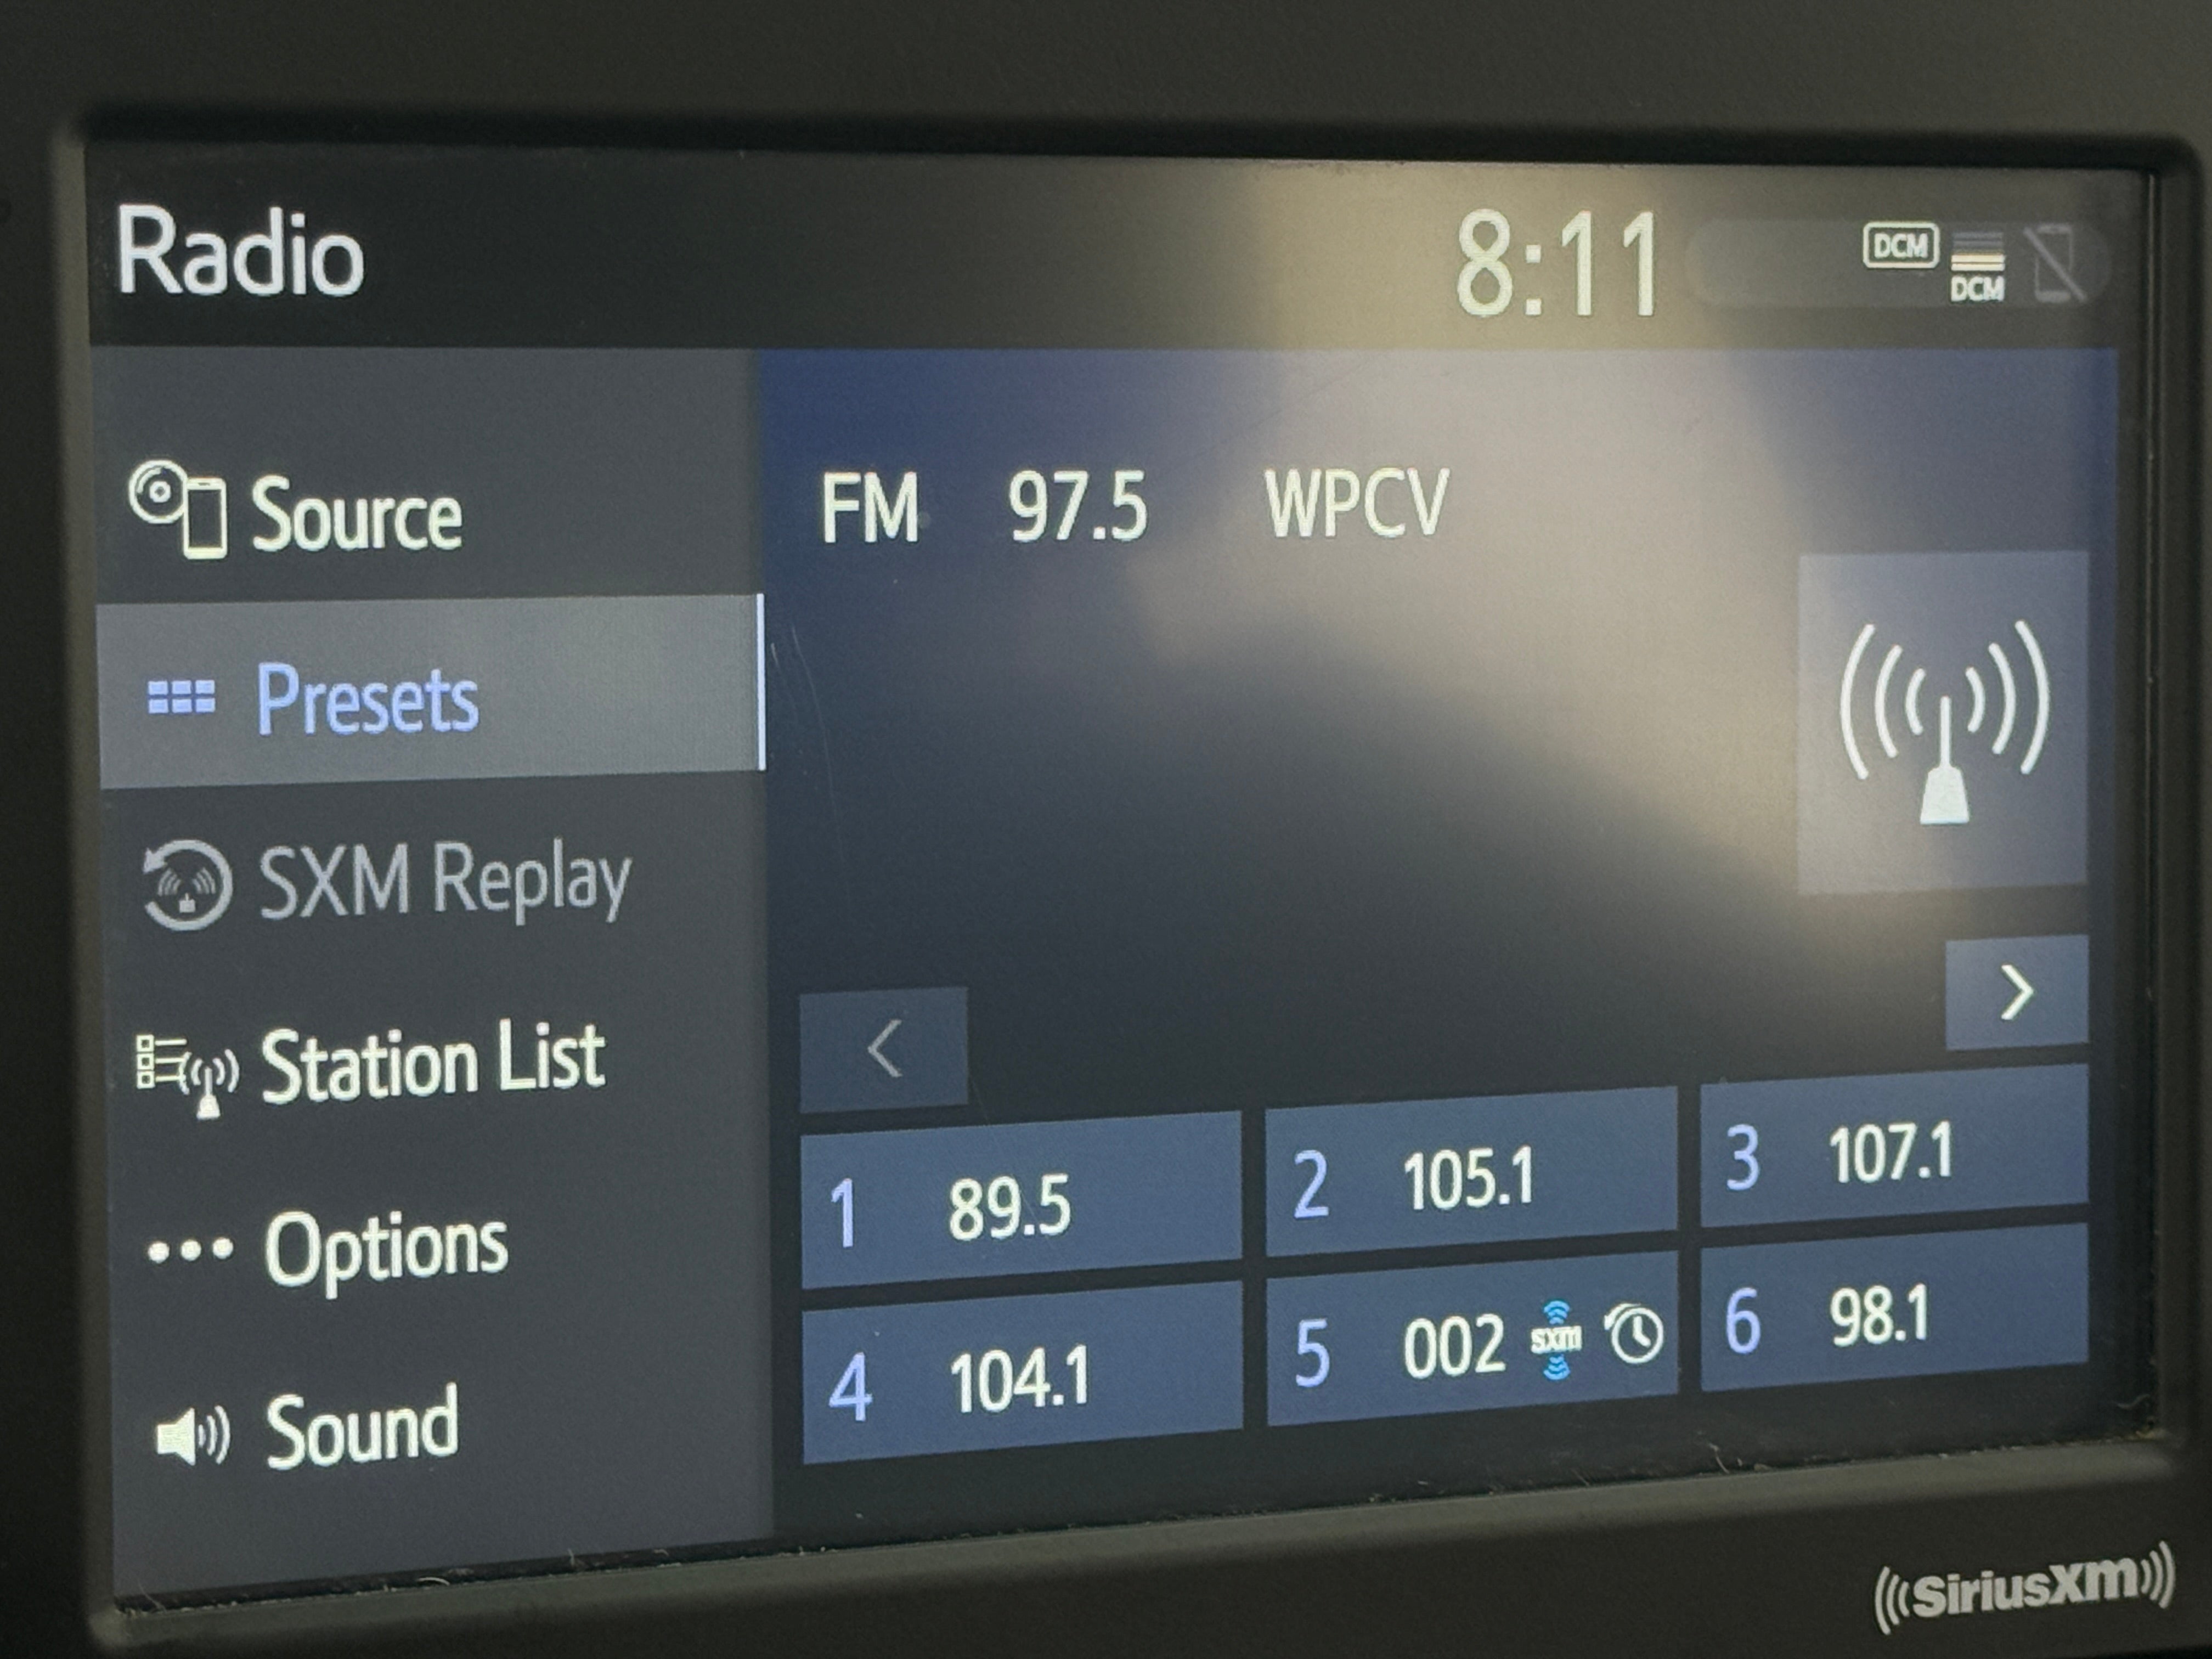 Radio
8:11
DCM
DCM
Source
Presets
SXM Replay
Station List
Options
Sound
FM 97.5 WPCV
1 89.5
2 105.1
3 107.1
4 104.1
5 002 sxm
6 98.1
SiriusXM